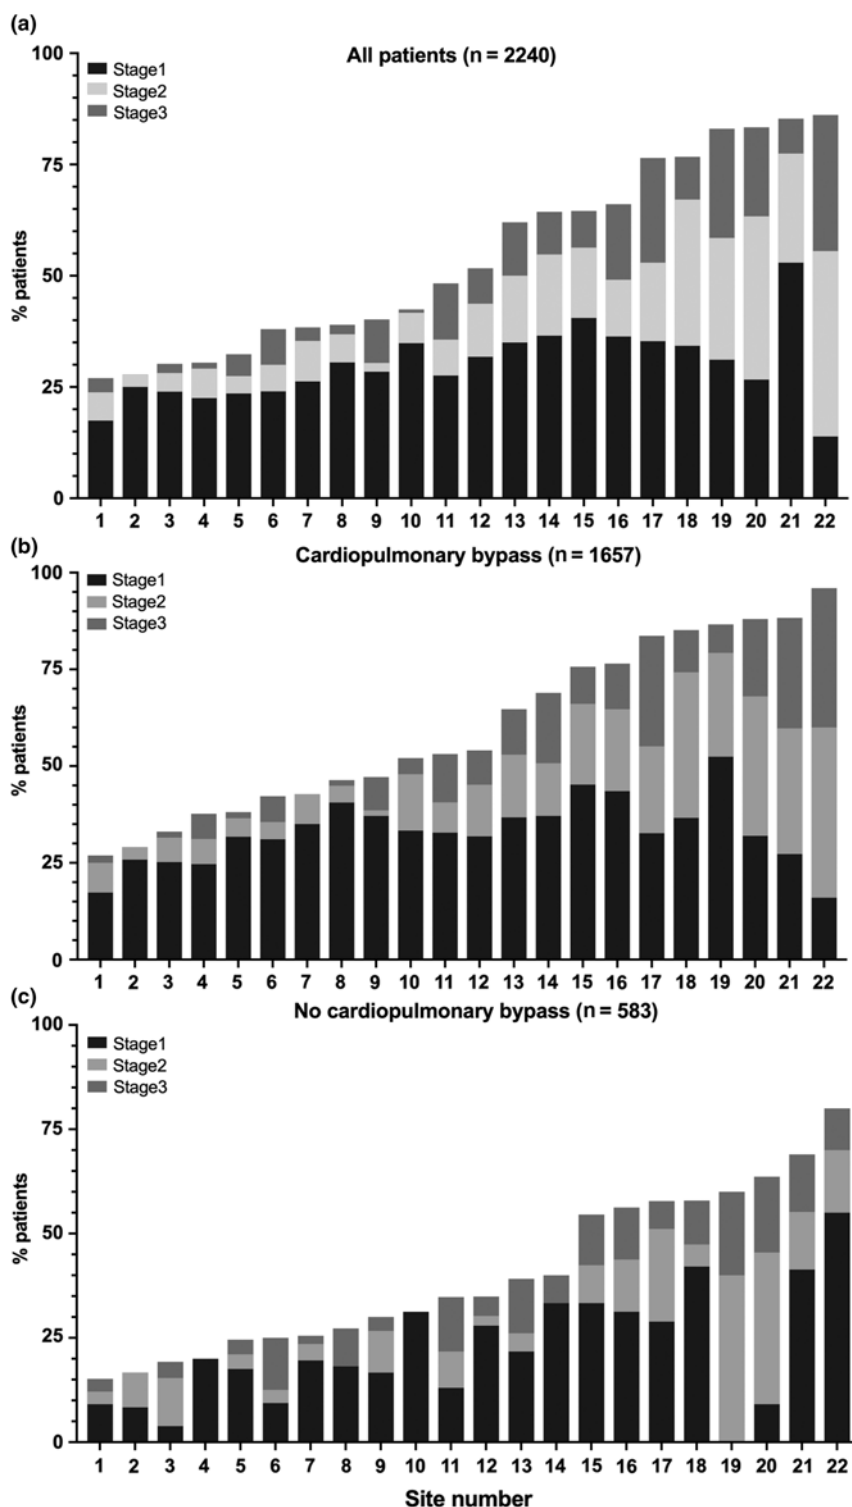 (a)
All patients (n = 2240)
Stage1
Stage2
Stage3
100
75
50
25
0
% patients
1 2 3 4 5 6 7 8 9 10 11 12 13 14 15 16 17 18 19 20 21 22
(b)
Cardiopulmonary bypass (n = 1657)
Stage1
Stage2
Stage3
100
75
50
25
0
% patients
1 2 3 4 5 6 7 8 9 10 11 12 13 14 15 16 17 18 19 20 21 22
(c)
No cardiopulmonary bypass (n = 583)
Stage1
Stage2
Stage3
100
75
50
25
0
% patients
1 2 3 4 5 6 7 8 9 10 11 12 13 14 15 16 17 18 19 20 21 22
Site number